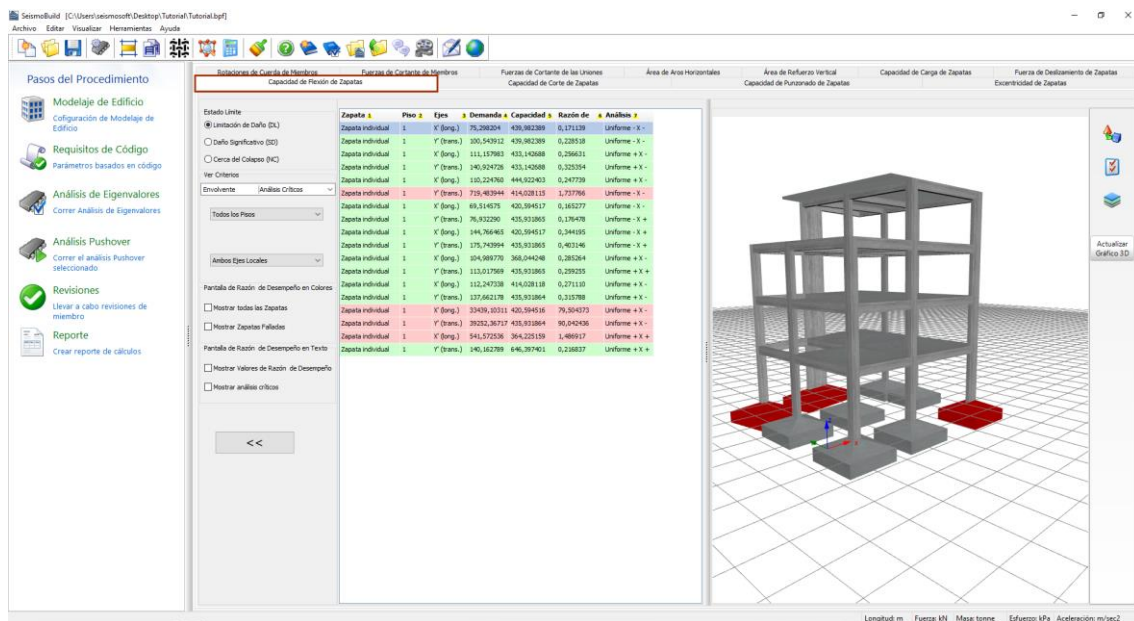 SeismoBuild [C:\Users\seismosoft\Desktop\Tutorial\Tutorial.bpf]
Archivo Editar Visualizar Herramientas Ayuda
Pasos del Procedimiento
Modelaje de Edificio
Cofiguración de Modelaje de
Edificio
Requisitos de Código
Parámetros basados en código
Análisis de Eigenvalores
Correr Análisis de Eigenvalores
Análisis Pushover
Correr el análisis Pushover
seleccionado
Revisiones
Llevar a cabo revisiones de
miembro
Reporte
Crear reporte de cálculos
Rotaciones de Cuerda de Miembros Fuerzas de Cortante de Miembros Fuerzas de Cortante de las Uniones Área de Aros Horizontales Área de Refuerzo Vertical Capacidad de Carga de Zapatas Fuerza de Deslizamiento de Zapatas
Capacidad de Flexión de Zapatas Capacidad de Corte de Zapatas Capacidad de Punzonado de Zapatas Excentricidad de Zapatas
Estado Límite
Limitación de Daño (DL)
Daño Significativo (SD)
Cerca del Colapso (NC)
Ver Criterios
Envolvente Análisis Críticos
Todos los Pisos
Ambos Ejes Locales
Pantalla de Razón de Desempeño en Colores
Mostrar todas las Zapatas
Mostrar Zapatas Falladas
Pantalla de Razón de Desempeño en Texto
Mostrar Valores de Razón de Desempeño
Mostrar análisis críticos
<<
Zapata 1 Piso 2 Ejes 3 Demanda 4 Capacidad 5 Razón de 6 Análisis 7
Zapata individual 1 X' (long.) 75,298204 439,982389 0,171139 Uniforme - X -
Zapata individual 1 Y' (trans.) 100,543912 439,982389 0,228518 Uniforme - X -
Zapata individual 1 X' (long.) 111,157983 433,142688 0,256631 Uniforme + X -
Zapata individual 1 Y' (trans.) 140,924726 433,142688 0,325354 Uniforme + X -
Zapata individual 1 X' (long.) 110,224760 444,922403 0,247739 Uniforme + X -
Zapata individual 1 Y' (trans.) 719,483944 414,028115 1,737766 Uniforme - X -
Zapata individual 1 X' (long.) 69,514575 420,594517 0,165277 Uniforme - X -
Zapata individual 1 Y' (trans.) 76,932290 435,931865 0,176478 Uniforme - X +
Zapata individual 1 X' (long.) 144,766465 420,594517 0,344195 Uniforme - X +
Zapata individual 1 Y' (trans.) 175,743994 435,931865 0,403146 Uniforme - X +
Zapata individual 1 X' (long.) 104,989770 368,044248 0,285264 Uniforme + X -
Zapata individual 1 Y' (trans.) 113,017569 435,931865 0,259255 Uniforme + X +
Zapata individual 1 X' (long.) 112,247338 414,028118 0,271110 Uniforme + X -
Zapata individual 1 Y' (trans.) 137,662178 435,931864 0,315788 Uniforme + X -
Zapata individual 1 X' (long.) 33439,10311 420,594516 79,504373 Uniforme + X -
Zapata individual 1 Y' (trans.) 39252,36717 435,931864 90,042436 Uniforme + X -
Zapata individual 1 X' (long.) 541,572536 364,225159 1,486917 Uniforme + X +
Zapata individual 1 Y' (trans.) 140,162789 646,397401 0,216837 Uniforme + X +
Actualizar
Gráfico 3D
Longitud: m Fuerza: kN Masa: tonne Esfuerzo: kPa Aceleración: m/sec2